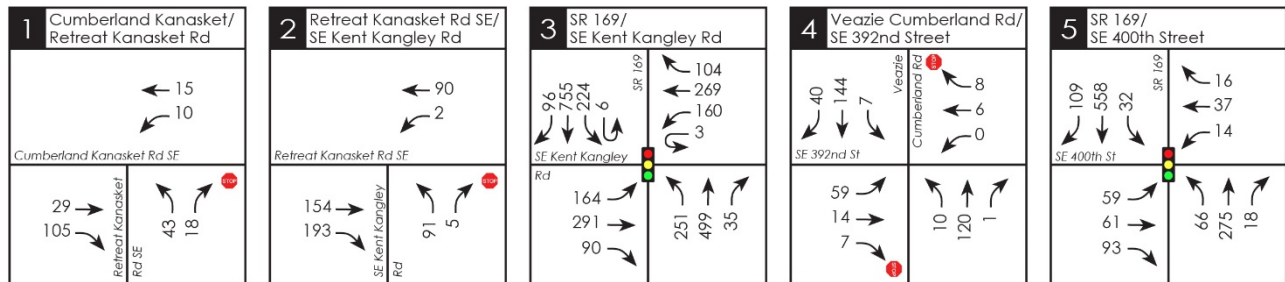 1
Cumberland Kanasket/
Retreat Kanasket Rd
15
10
Cumberland Kanasket Rd SE
29
105
Retreat Kanasket
Rd SE
43
18
STOP
2
Retreat Kanasket Rd SE/
SE Kent Kangley Rd
90
2
Retreat Kanasket Rd SE
154
193
SE Kent Kangley
Rd
91
5
STOP
3
SR 169/
SE Kent Kangley Rd
96
755
224
6
SR 169
104
269
160
3
SE Kent Kangley
Rd
164
291
90
251
499
35
4
Veazie Cumberland Rd/
SE 392nd Street
40
144
7
Veazie
Cumberland Rd
STOP
8
6
0
SE 392nd St
59
14
7
STOP
10
120
1
5
SR 169/
SE 400th Street
109
558
32
SR 169
16
37
14
SE 400th St
59
61
93
66
275
18